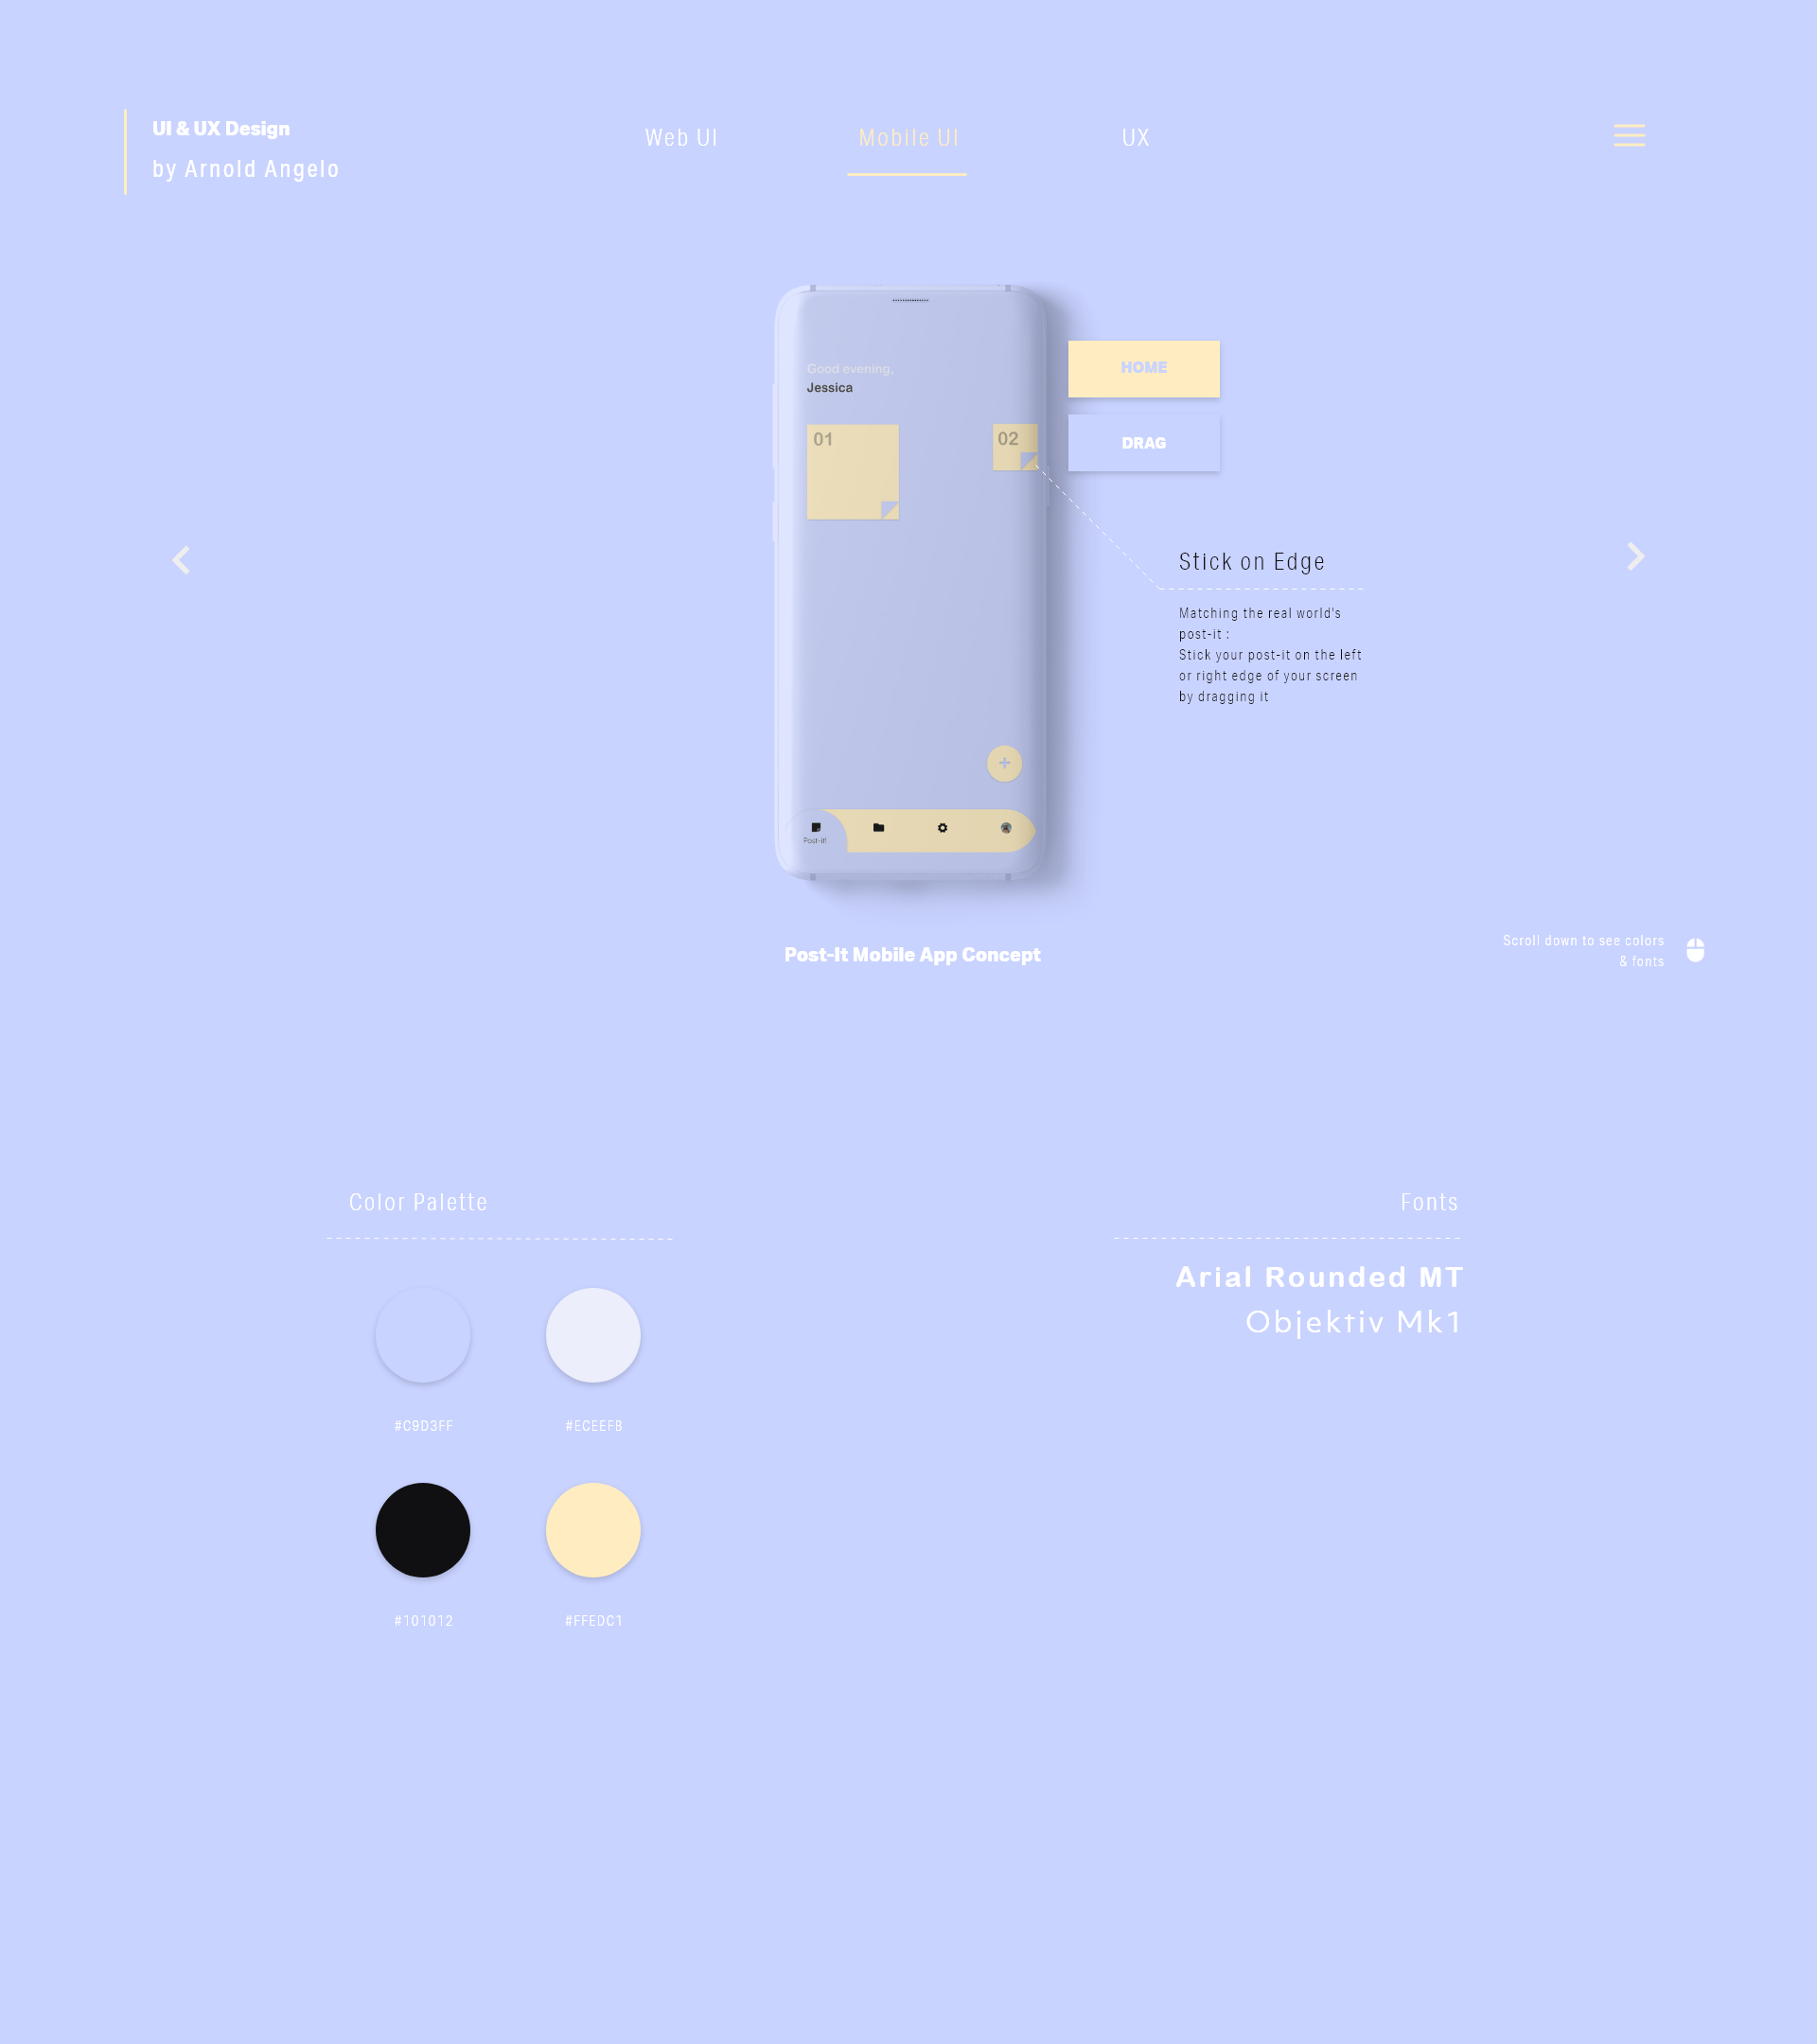 UI & UX Design
by Arnold Angelo
Web UI
Mobile UI
UX
Good evening,
Jessica
01
02
HOME
DRAG
Stick on Edge
Matching the real world's
post-it :
Stick your post-it on the left
or right edge of your screen
by dragging it
Post-it!
Post-It Mobile App Concept
Scroll down to see colors
& fonts
Color Palette
#C9D3FF
#ECEEFB
#101012
#FFEDC1
Fonts
Arial Rounded MT
Objektiv Mk1